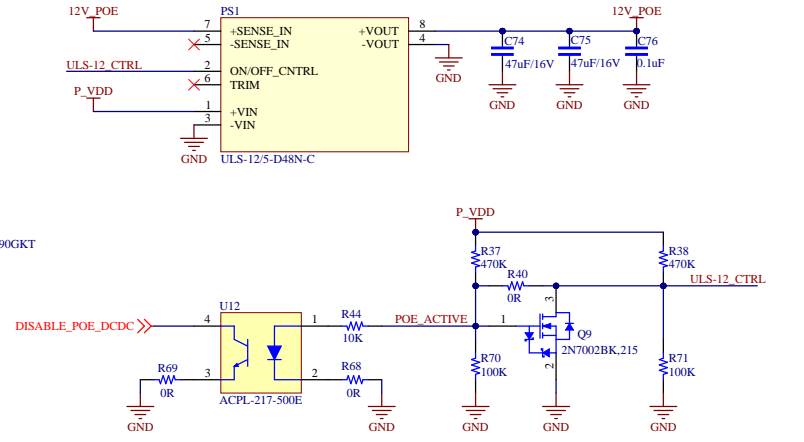 12V_POE
PS1
12V_POE
7
+SENSE_IN
+VOUT
8
5
-SENSE_IN
-VOUT
4
C74
C75
C76
47uF/16V
47uF/16V
0.1uF
ULS-12_CTRL
2
ON/OFF_CNTRL
6
TRIM
GND
P_VDD
1
+VIN
3
-VIN
GND
GND
GND
GND
ULS-12/5-D48N-C
P_VDD
90GKT
R37
470K
R38
470K
R40
0R
ULS-12_CTRL
U12
DISABLE_POE_DCDC
4
1
R44
10K
POE_ACTIVE
1
3
Q9
2N7002BK,215
2
R69
0R
3
2
R68
0R
R70
100K
R71
100K
ACPL-217-500E
GND
GND
GND
GND
GND